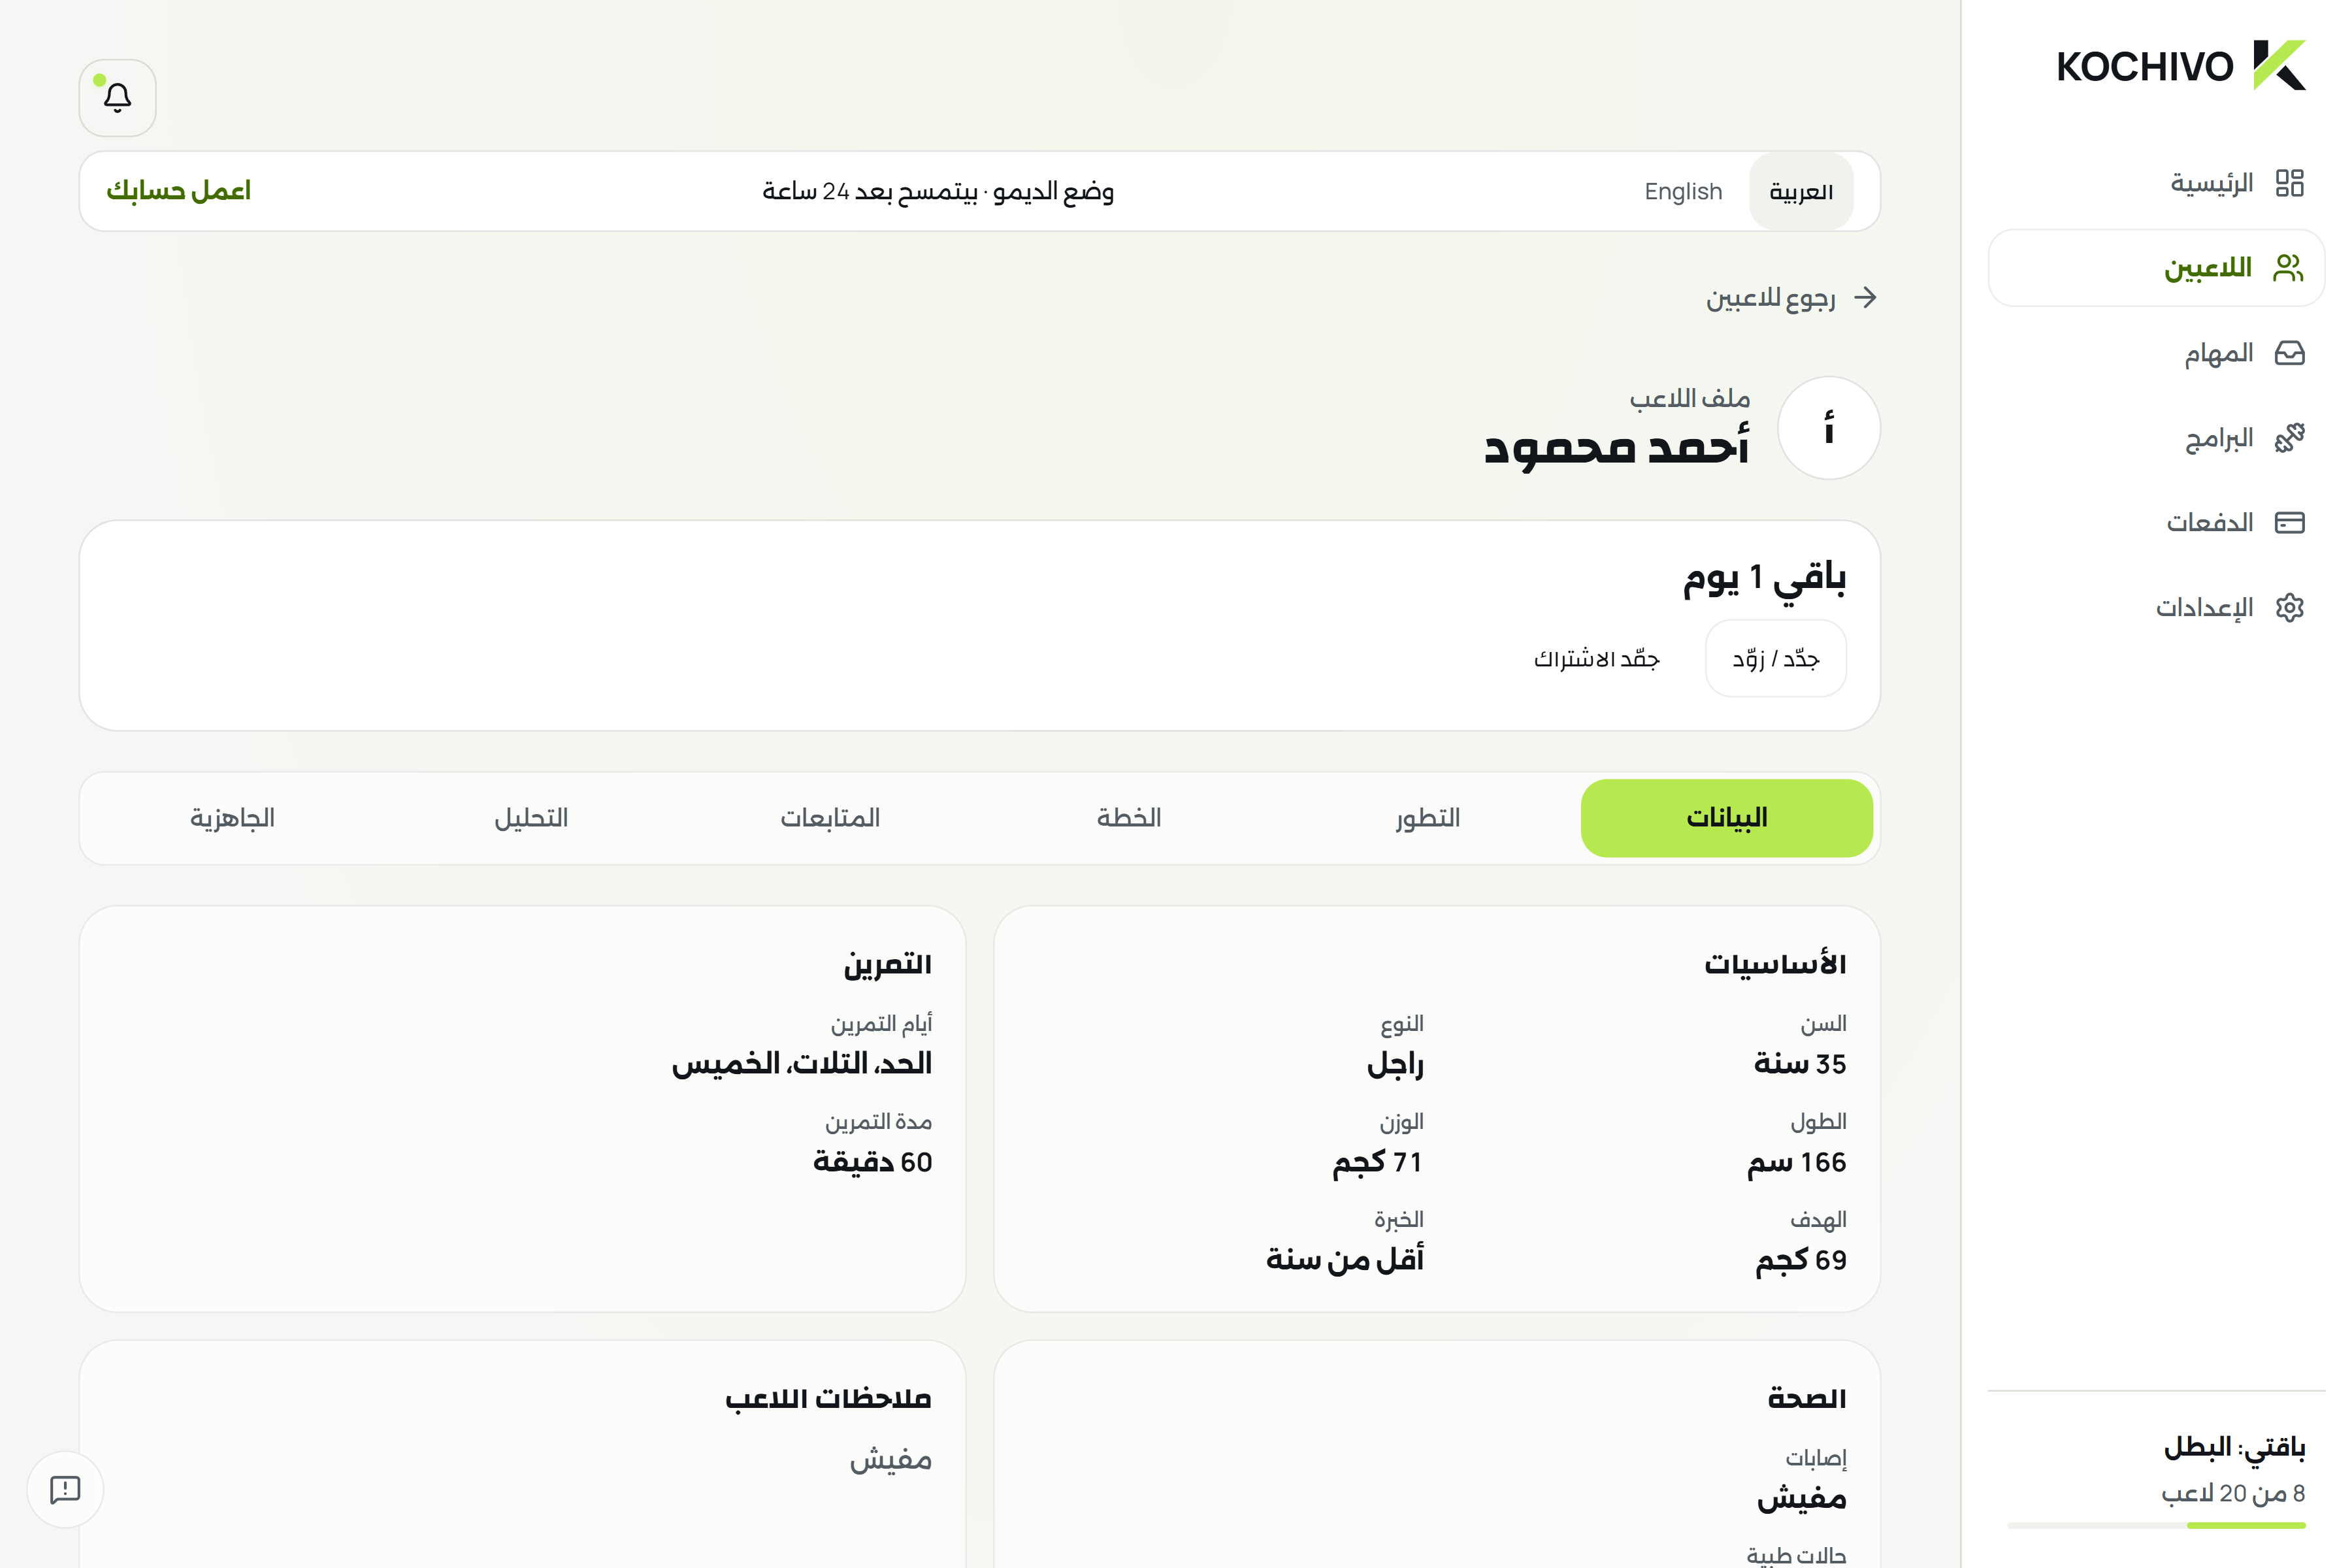 KOCHIVO
الرئيسية
اللاعبين
المهام
البرامج
الدفعات
الإعدادات
باقتي: البطل
8 من 20 لاعب
العربية
English
وضع الديمو · بيتمسح بعد 24 ساعة
اعمل حسابك
رجوع للاعبين
أ
ملف اللاعب
أحمد محمود
باقي 1 يوم
جدّد / زوّد
جمّد الاشتراك
البيانات
التطور
الخطة
المتابعات
التحليل
الجاهزية
الأساسيات
السن
35 سنة
النوع
راجل
الطول
166 سم
الوزن
71 كجم
الهدف
69 كجم
الخبرة
أقل من سنة
التمرين
أيام التمرين
الحد، التلات، الخميس
مدة التمرين
60 دقيقة
الصحة
إصابات
مفيش
حالات طبية
ملاحظات اللاعب
مفيش